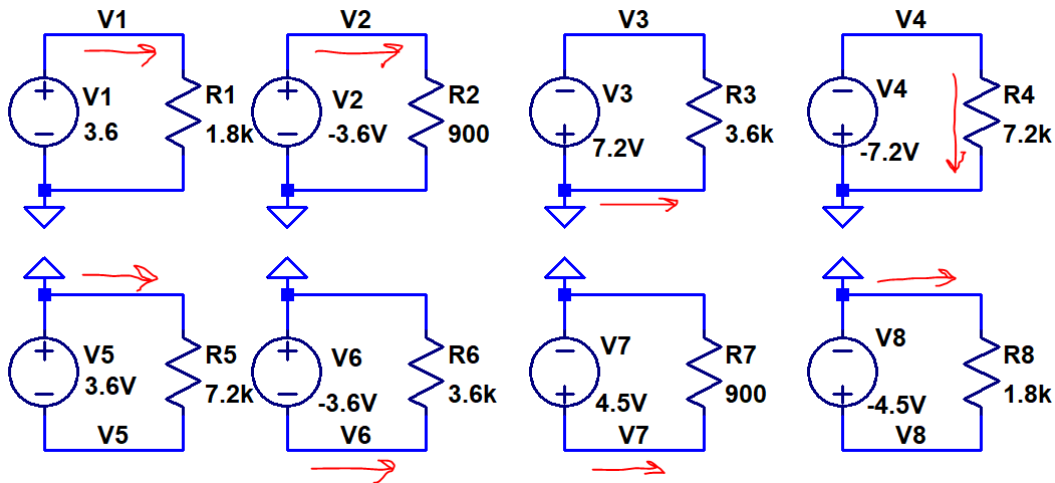 V1 V2 V3 V4
V1 3.6 R1 1.8k
V2 -3.6V R2 900
V3 7.2V R3 3.6k
V4 -7.2V R4 7.2k
V5 3.6V R5 7.2k
V6 -3.6V R6 3.6k
V7 4.5V R7 900
V8 -4.5V R8 1.8k
V5 V6 V7 V8